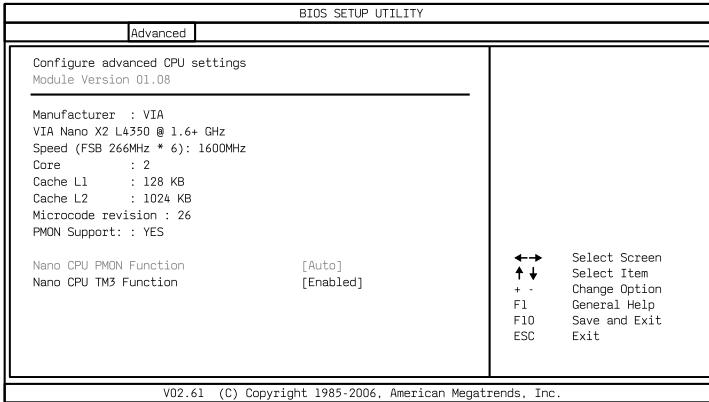 BIOS SETUP UTILITY
Advanced
Configure advanced CPU settings
Module Version 01.08
Manufacturer : VIA
VIA Nano X2 L4350 @ 1.6+ GHz
Speed (FSB 266MHz * 6): 1600MHz
Core : 2
Cache L1 : 128 KB
Cache L2 : 1024 KB
Microcode revision : 26
PMON Support: : YES
Nano CPU PMON Function [Auto]
Nano CPU TM3 Function [Enabled]
←→ Select Screen
↑↓ Select Item
+ - Change Option
F1 General Help
F10 Save and Exit
ESC Exit
V02.61 (C) Copyright 1985-2006, American Megatrends, Inc.